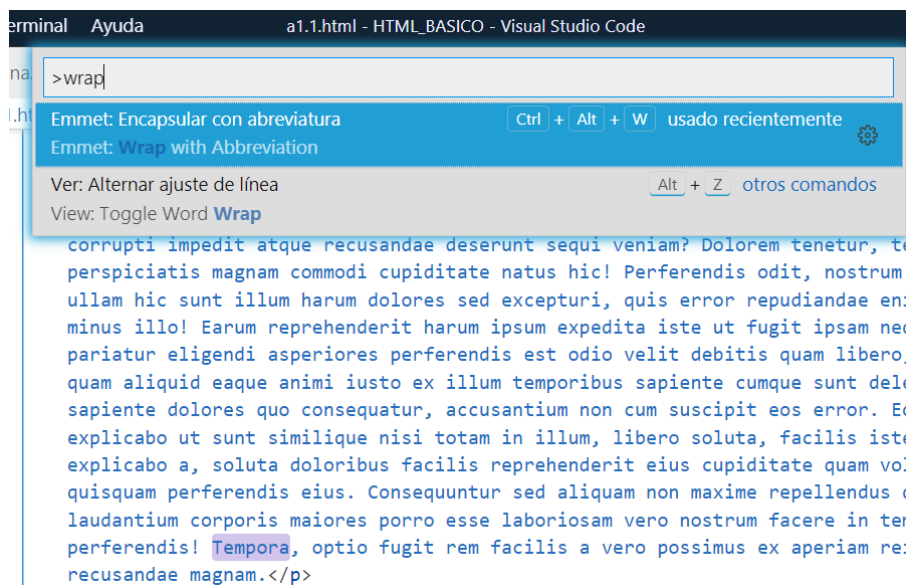 Ayuda a1.1.html - HTML_BASICO - Visual Studio Code
>wrap
Emmet: Encapsular con abreviatura Ctrl + Alt + W usado recientemente
Emmet: Wrap with Abbreviation
Ver: Alternar ajuste de línea Alt + Z otros comandos
View: Toggle Word Wrap
corrupti impedit atque recusandae deserunt sequi veniam? Dolorem tenetur,
perspiciatis magnam commodi cupiditate natus hic! Perferendis odit, nostrum
ullam hic sunt illum harum dolores sed excepturi, quis error repudiandae
minus illo! Earum reprehenderit harum ipsum expedita iste ut fugit ipsam
pariatur eligendi asperiores perferendis est odio velit debitis quam libero,
quam aliquid eaque animi iusto ex illum temporibus sapiente cumque sunt
sapiente dolores quo consequatur, accusantium non cum suscipit eos error.
explicabo ut sunt similique nisi totam in illum, libero soluta, facilis
explicabo a, soluta doloribus facilis reprehenderit eius cupiditate quam
quisquam perferendis eius. Consequuntur sed aliquam non maxime repellendus
laudantium corporis maiores porro esse laboriosam vero nostrum facere in
perferendis! Tempora, optio fugit rem facilis a vero possimus ex aperiam
recusandae magnam.</p>